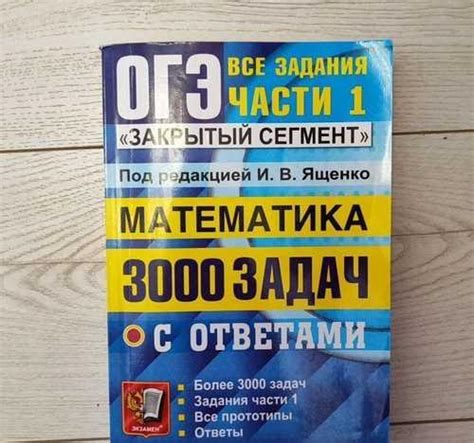 ОГЭ
ВСЕ ЗАДАНИЯ
ЧАСТИ 1
«ЗАКРЫТЫЙ СЕГМЕНТ»
Под редакцией И. В. Ященко
МАТЕМАТИКА
3000 ЗАДАЧ
С ОТВЕТАМИ
• Более 3000 задач
• Задания части 1
• Все прототипы
• Ответы
ЭКЗАМЕН